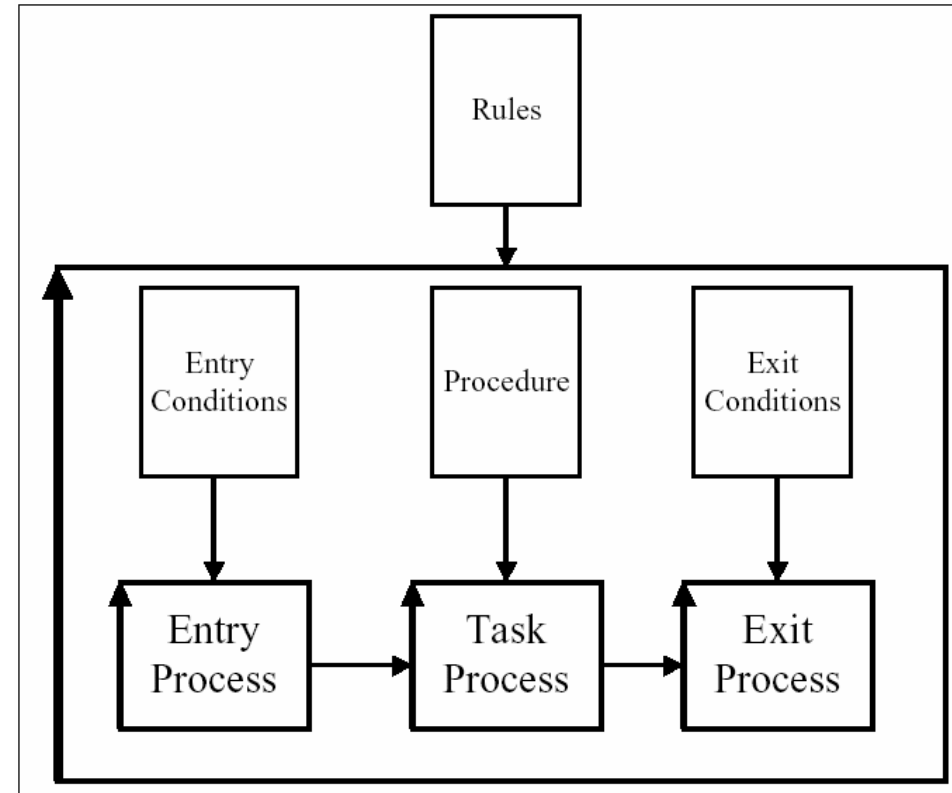 Rules
Entry
Conditions
Procedure
Exit
Conditions
Entry
Process
Task
Process
Exit
Process